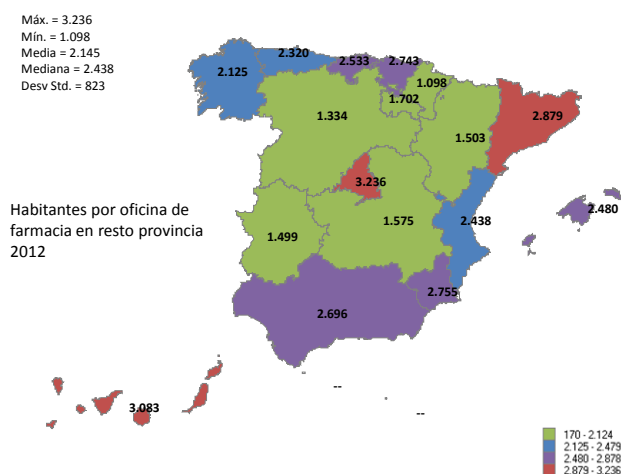 Máx. = 3.236
Mín. = 1.098
Media = 2.145
Mediana = 2.438
Desv Std. = 823
2.320
2.533
2.743
2.125
1.098
1.702
1.334
2.879
1.503
3.236
Habitantes por oficina de
farmacia en resto provincia
2012
2.480
2.438
1.575
1.499
2.755
2.696
--
--
3.083
170 - 2.124
2.125 - 2.479
2.480 - 2.878
2.879 - 3.236